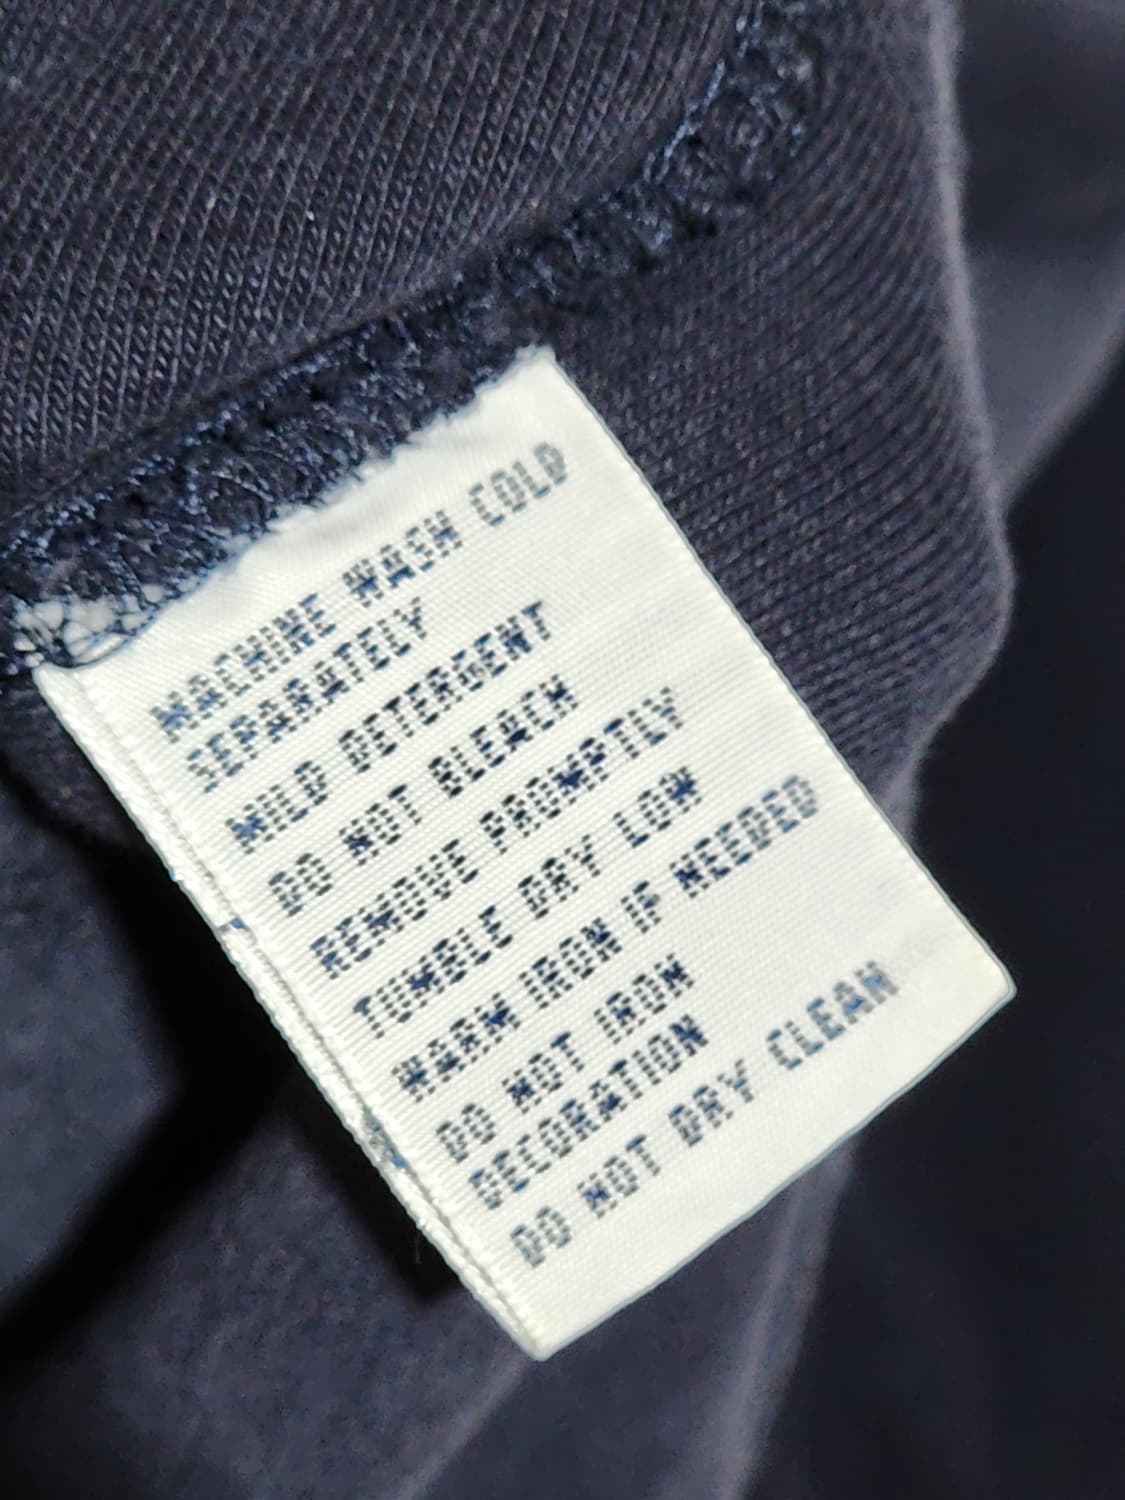 MACHINE WASH COLD
SEPARATELY
MILD DETERGENT
DO NOT BLEACH
REMOVE PROMPTLY
TUMBLE DRY LOW
WARM IRON IF NEEDED
DO NOT IRON
DECORATION
DO NOT DRY CLEAN